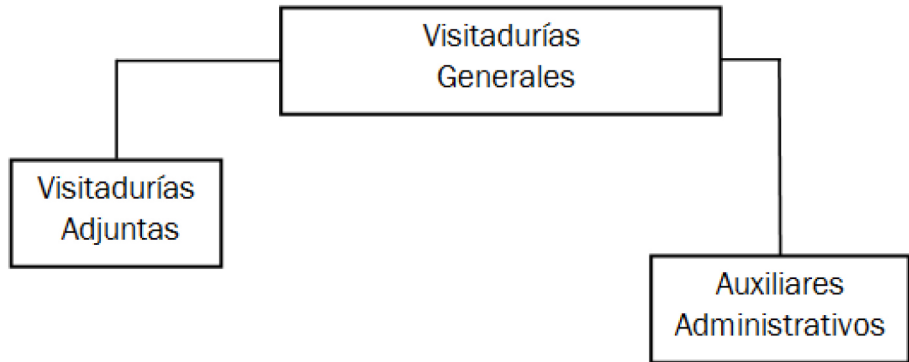 Visitadurías
Generales
Visitadurías
Adjuntas
Auxiliares
Administrativos